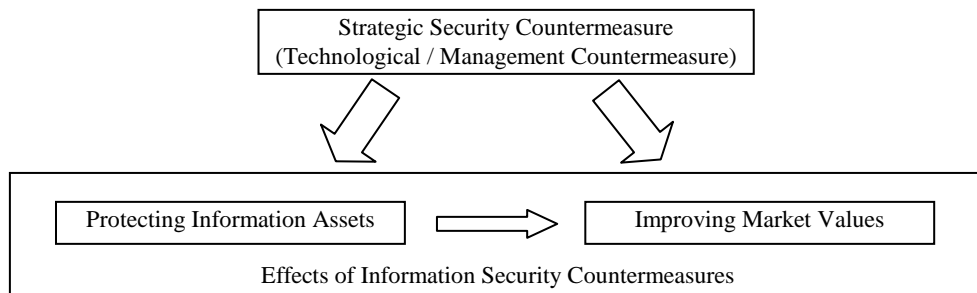 Strategic Security Countermeasure
(Technological / Management Countermeasure)
Protecting Information Assets
Improving Market Values
Effects of Information Security Countermeasures